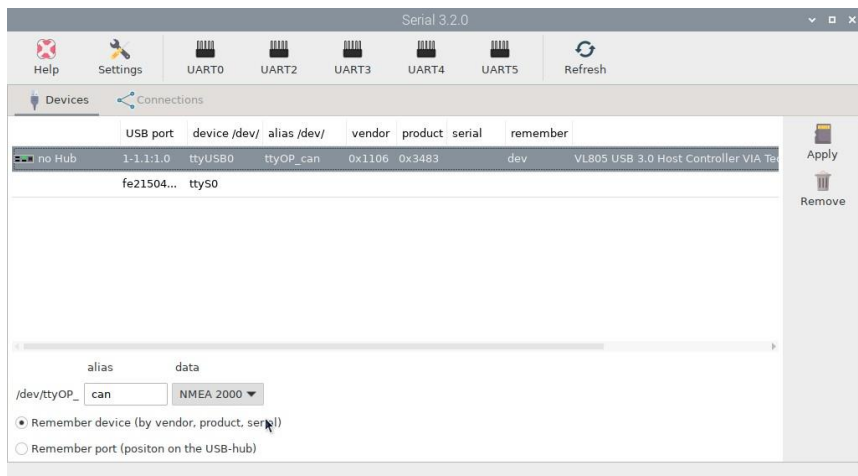 Serial 3.2.0
Help Settings UART0 UART2 UART3 UART4 UART5 Refresh
Devices Connections
USB port device /dev/ alias /dev/ vendor product serial remember
no Hub 1-1.1:1.0 ttyUSB0 ttyOP_can 0x1106 0x3483 dev VL805 USB 3.0 Host Controller VIA Tec
fe21504... ttyS0
Apply
Remove
alias data
/dev/ttyOP_ can NMEA 2000
Remember device (by vendor, product, serial)
Remember port (positon on the USB-hub)